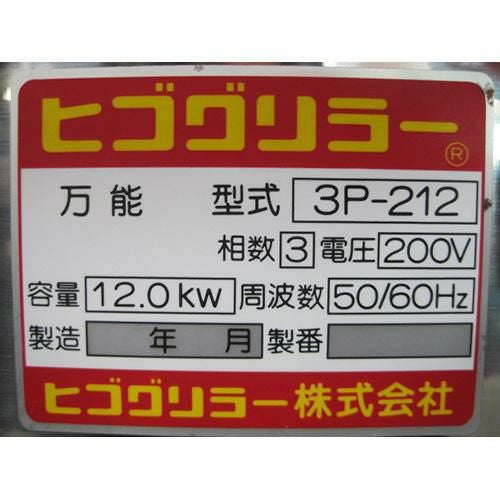 ヒゴグリラー®
万能 型式 3P-212
相数 3 電圧 200V
容量 12.0kW 周波数 50/60Hz
製造 年 月 製番
ヒゴグリラー株式会社